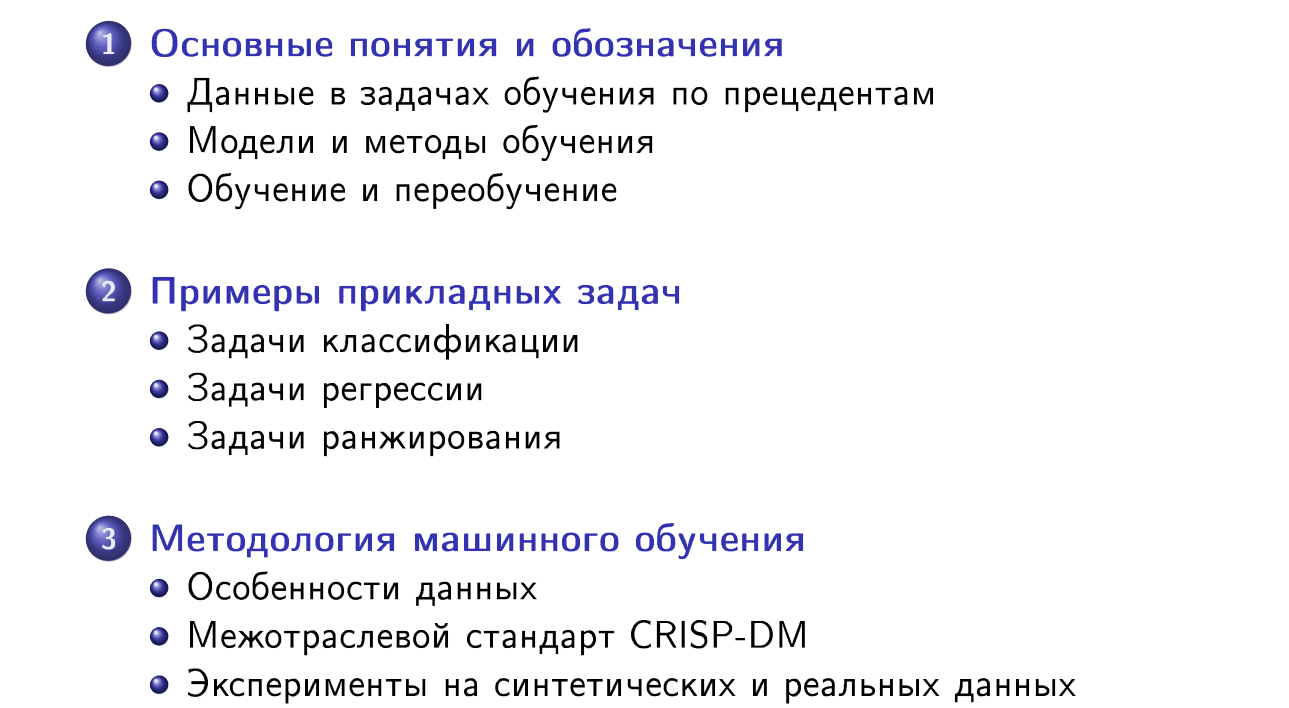 1 Основные понятия и обозначения
Данные в задачах обучения по прецедентам
Модели и методы обучения
Обучение и переобучение
2 Примеры прикладных задач
Задачи классификации
Задачи регрессии
Задачи ранжирования
3 Методология машинного обучения
Особенности данных
Межотраслевой стандарт CRISP-DM
Эксперименты на синтетических и реальных данных